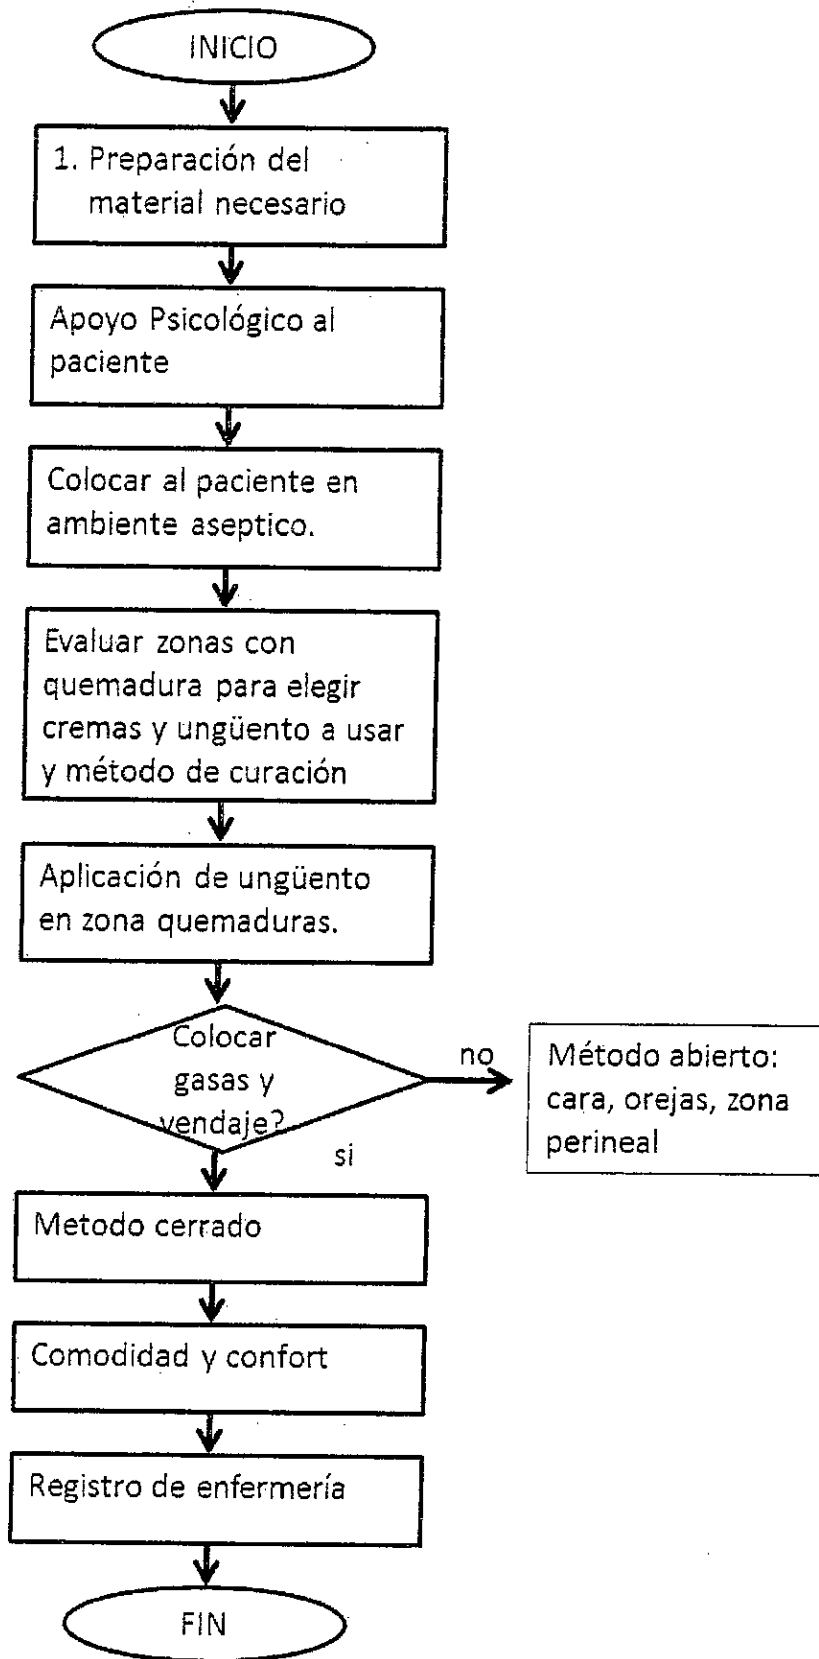 INICIO
1. Preparación del
material necesario
Apoyo Psicológico al
paciente
Colocar al paciente en
ambiente aseptico.
Evaluar zonas con
quemadura para elegir
cremas y ungüento a usar
y método de curación
Aplicación de ungüento
en zona quemaduras.
Colocar
gasas y
vendaje?
no
Método abierto:
cara, orejas, zona
perineal
si
Metodo cerrado
Comodidad y confort
Registro de enfermería
FIN